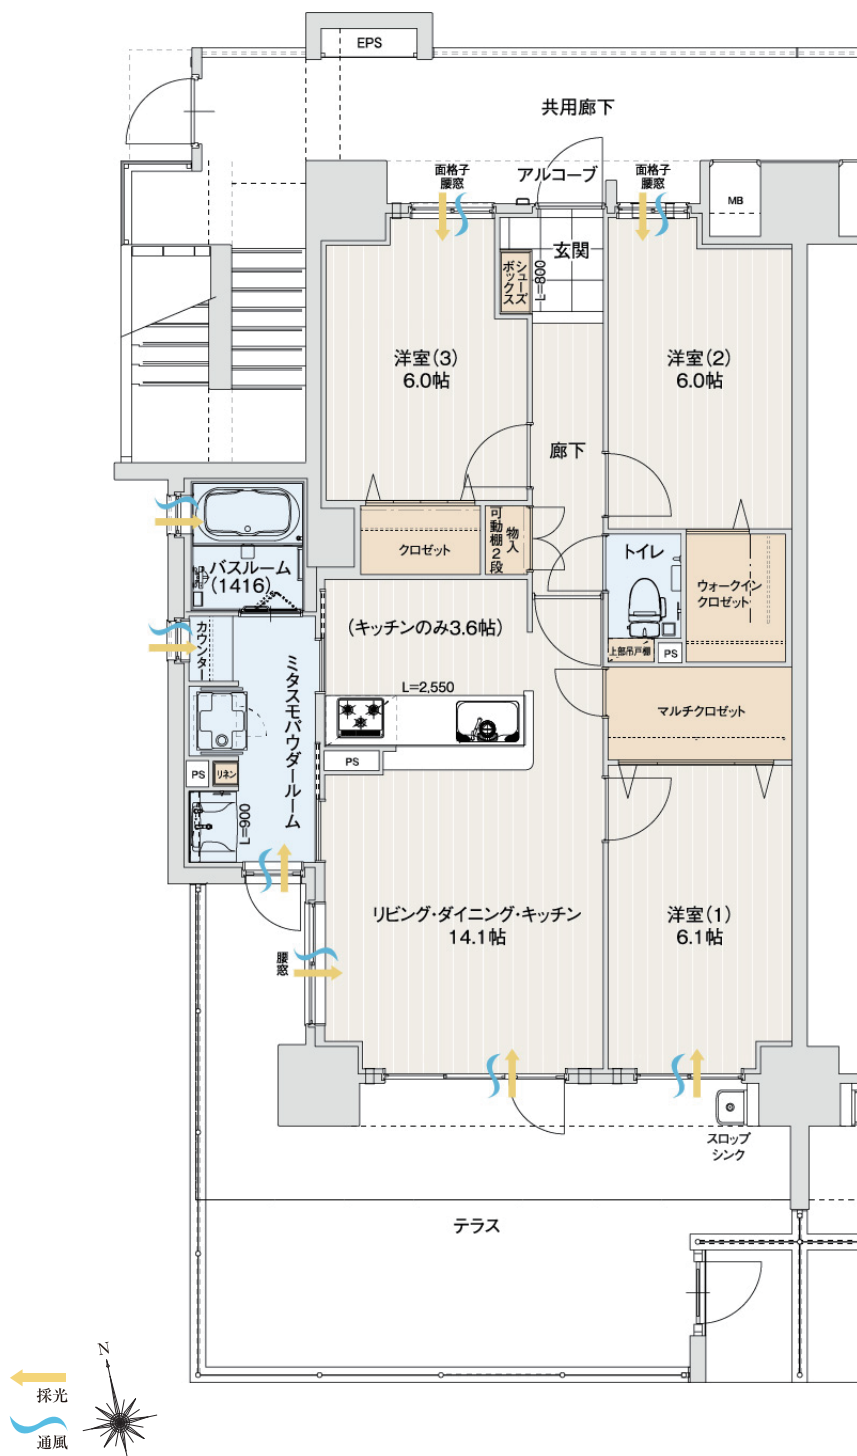 EPS
共用廊下
面格子
腰窓
アルコーブ
面格子
腰窓
MB
玄関
シューズ
ボックス
L=800
洋室(3)
6.0帖
洋室(2)
6.0帖
廊下
クロゼット
物入
可動棚2段
トイレ
ウォークイン
クロゼット
バスルーム
(1416)
カウンター
(キッチンのみ3.6帖)
上部吊戸棚
PS
L=2,550
マルチクロゼット
ミタスモパウダールーム
PS
リネン
PS
L=900
リビング・ダイニング・キッチン
14.1帖
洋室(1)
6.1帖
腰窓
スロップ
シンク
テラス
N
採光
通風